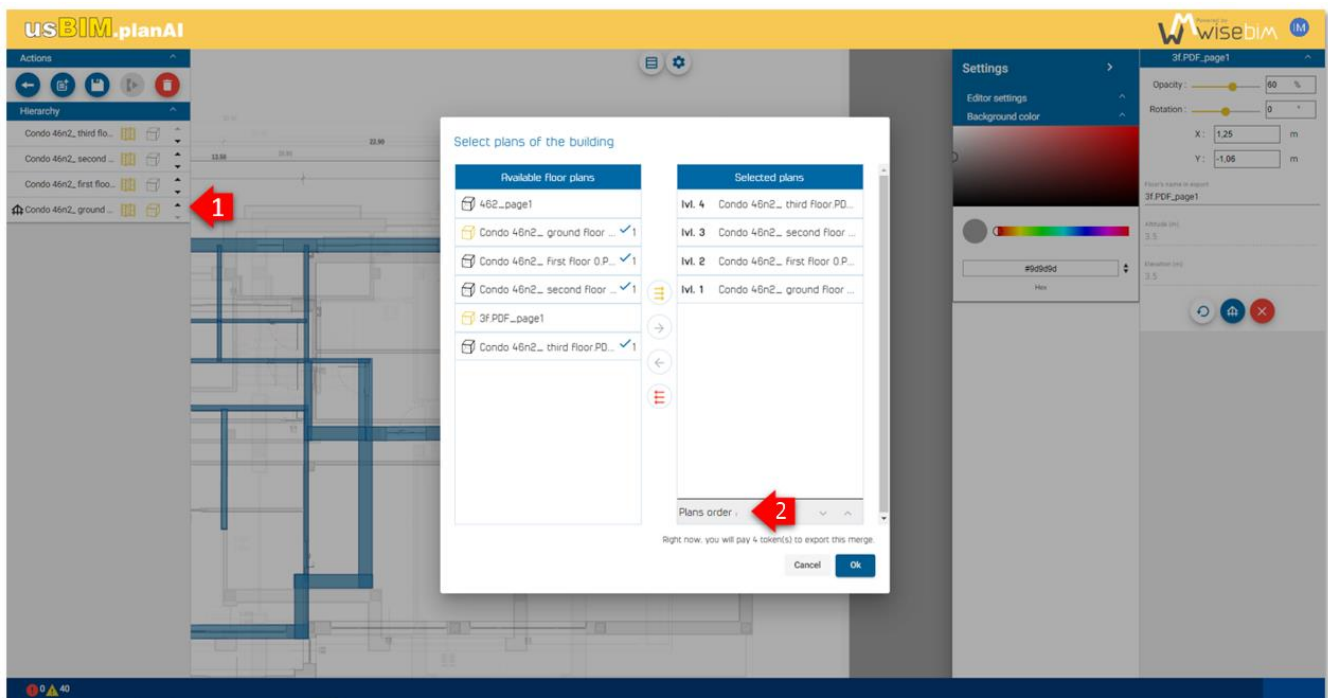 usBIM.planAI
Powered by
wisebim
IM
Actions
Hierarchy
Condo 46n2_ third flo...
Condo 46n2_ second ...
Condo 46n2_ first floo...
Condo 46n2_ ground ...
1
13,50
22,90
Select plans of the building
Available floor plans
462_page1
Condo 46n2_ ground floor ... 1
Condo 46n2_ first floor 0.P... 1
Condo 46n2_ second floor ... 1
3f.PDF_page1
Condo 46n2_ third floor.PD... 1
Selected plans
lvl. 4 Condo 46n2_ third floor.PD...
lvl. 3 Condo 46n2_ second floor ...
lvl. 2 Condo 46n2_ first floor 0.P...
lvl. 1 Condo 46n2_ ground floor ...
Plans order :
2
Right now, you will pay 4 token(s) to export this merge.
Cancel
Ok
Settings
Editor settings
Background color
#9d9d9d
Hex
3f.PDF_page1
Opacity : 60 %
Rotation : 0 °
X : 1,25 m
Y : -1,06 m
Floor's name in export
3f.PDF_page1
Altitude (m)
3.5
Elevation (m)
3.5
0 40